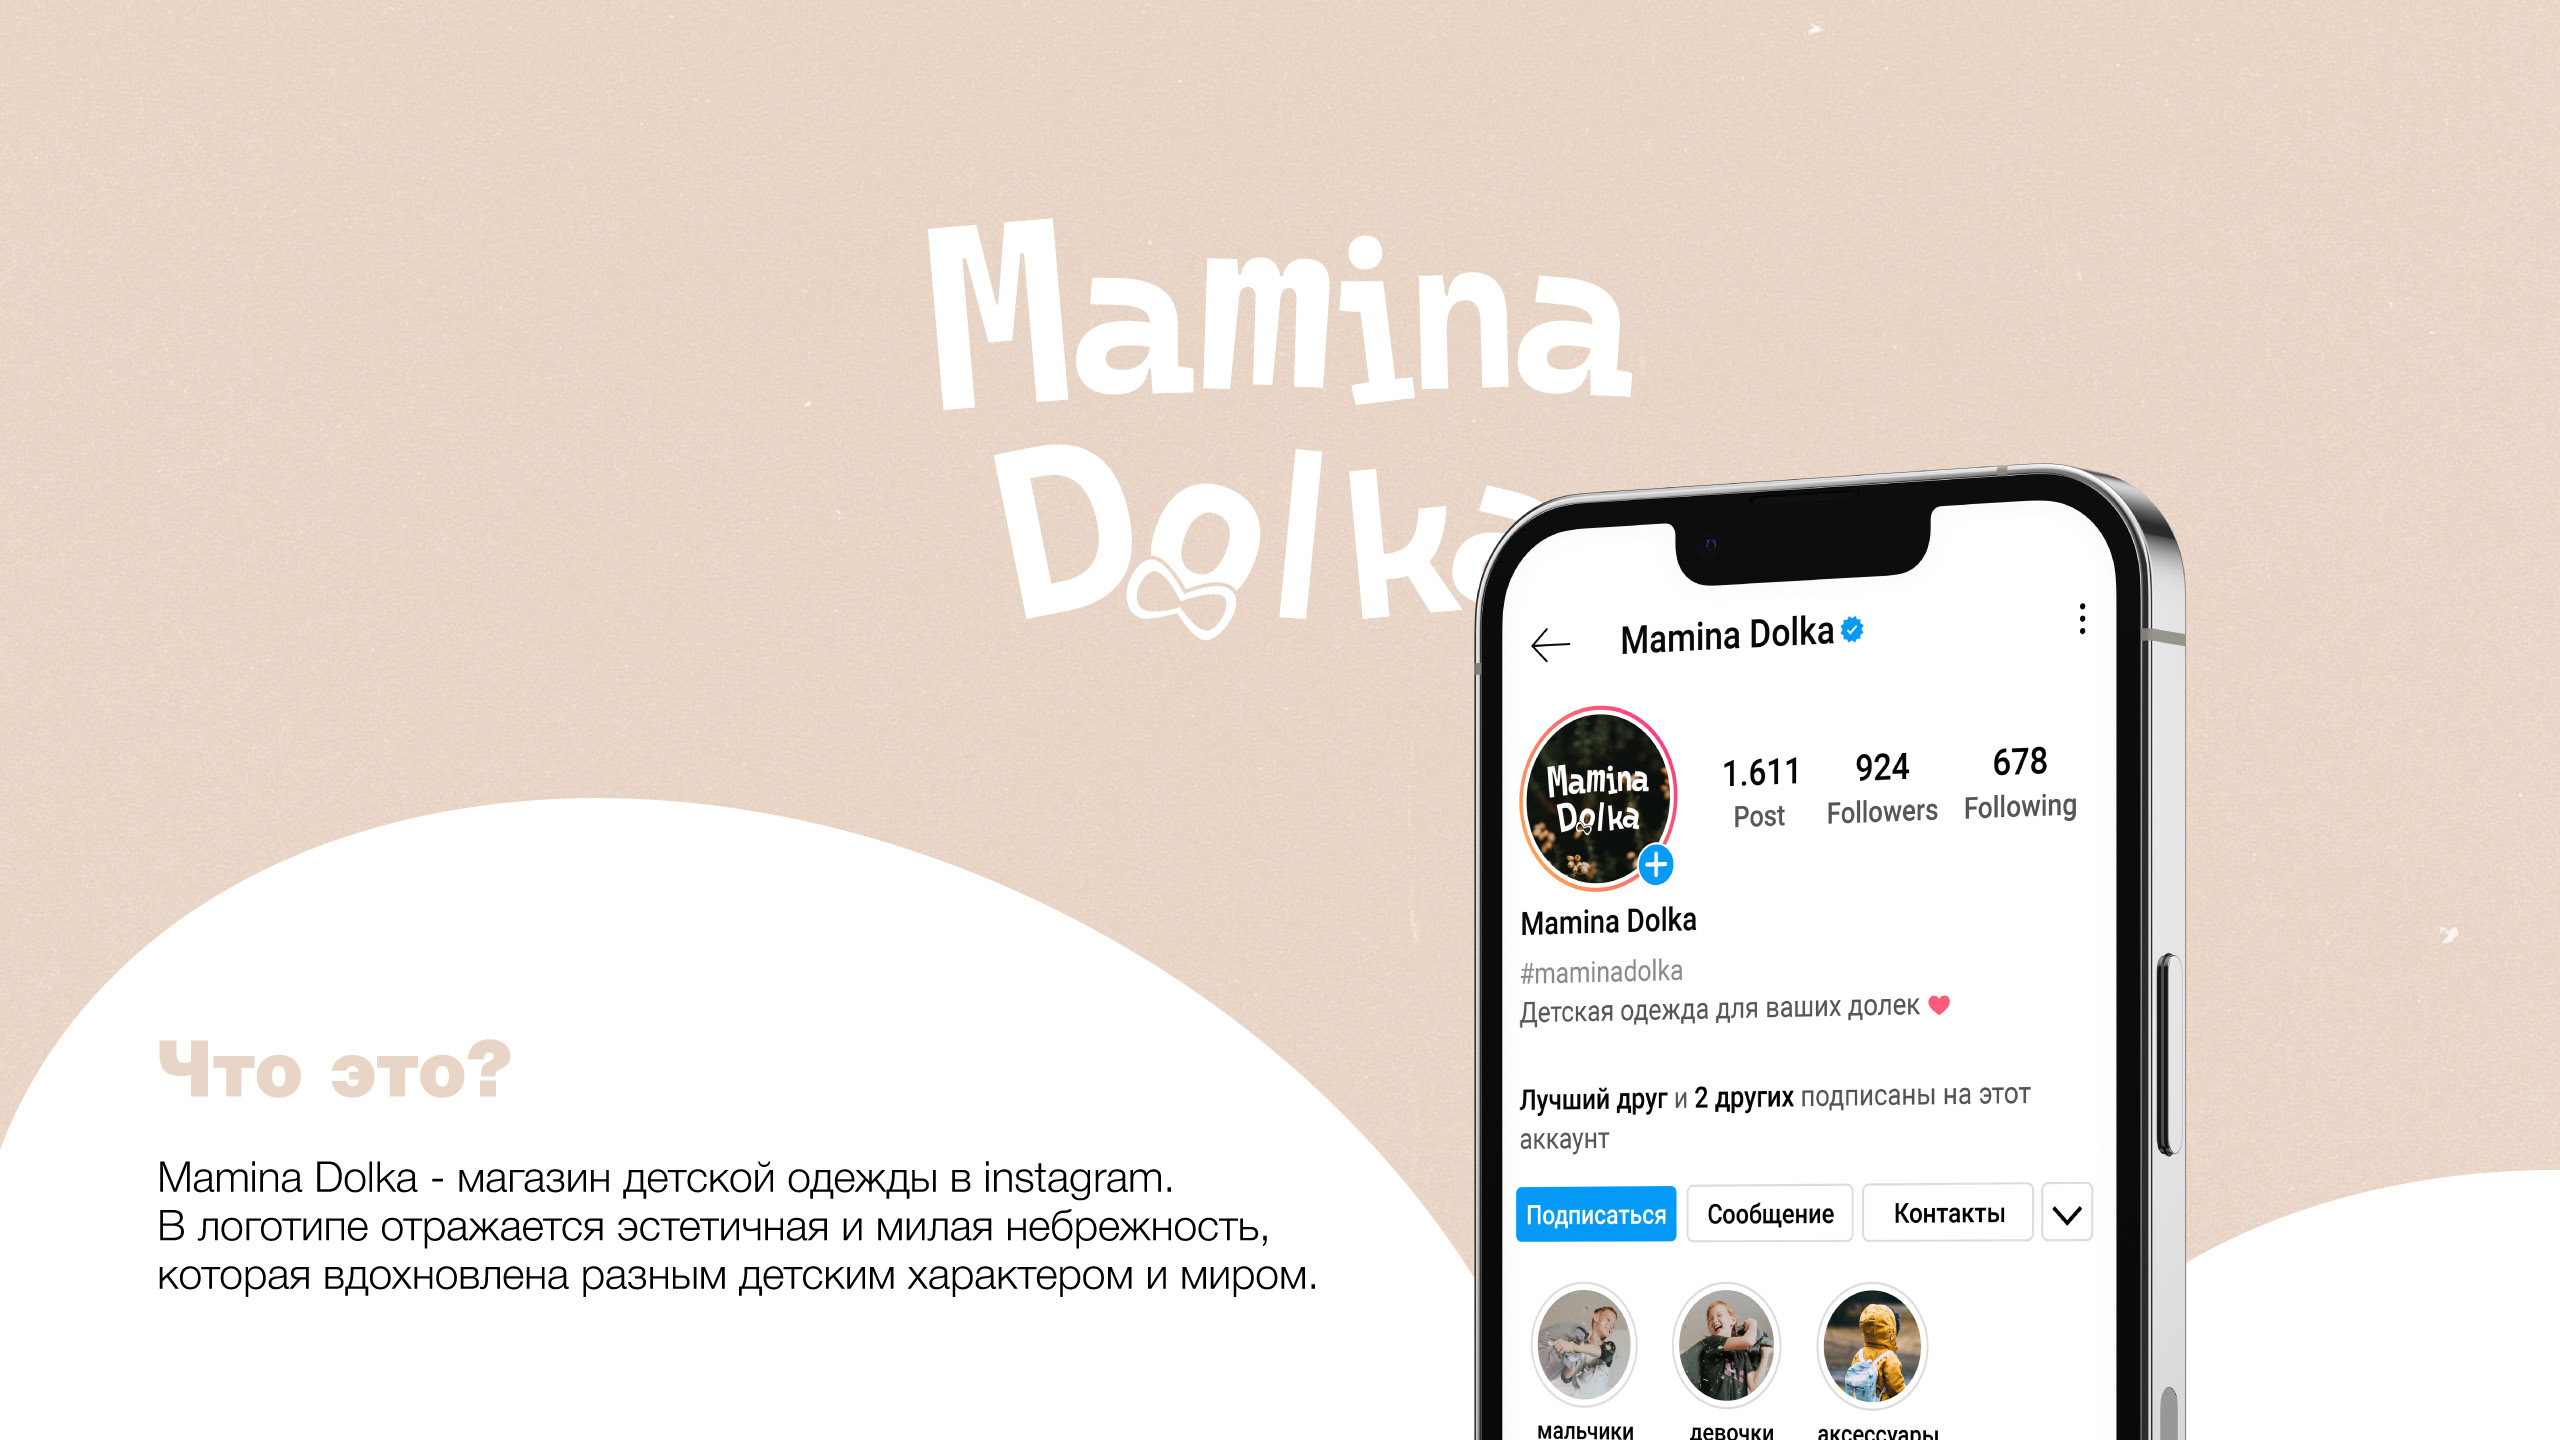 Mamina
Dolka
Что это?
Mamina Dolka - магазин детской одежды в instagram.
В логотипе отражается эстетичная и милая небрежность,
которая вдохновлена разным детским характером и миром.
Mamina Dolka
Mamina
Dolka
1.611 924 678
Post Followers Following
Mamina Dolka
#maminadolka
Детская одежда для ваших долек
Лучший друг и 2 других подписаны на этот
аккаунт
Подписаться Сообщение Контакты
мальчики девочки аксессуары